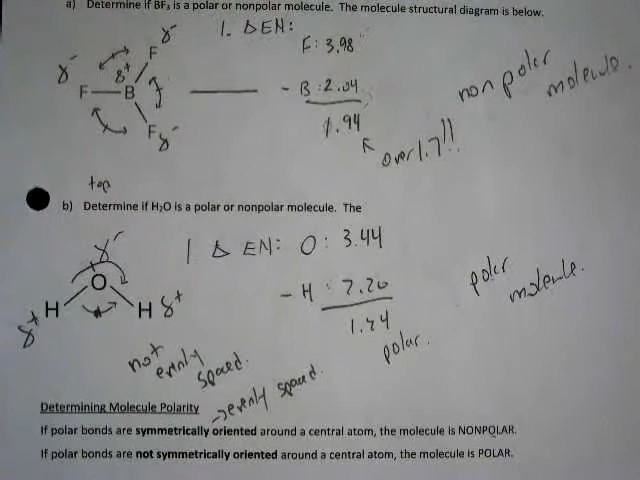 a) Determine if BF₃ is a polar or nonpolar molecule. The molecule structural diagram is below.
1. ΔEN:
F: 3.98
- B: 2.04
1.94
over 1.7!!
non polar molecule.
δ-
F
δ-
F
δ+
B
F
δ-
top
b) Determine if H₂O is a polar or nonpolar molecule. The
1 Δ EN: O: 3.44
- H: 2.20
1.24
polar.
polar molecule.
δ-
O
δ+
H
H δ+
not evenly spaced.
→ evenly spaced.
Determining Molecule Polarity
If polar bonds are symmetrically oriented around a central atom, the molecule is NONPOLAR.
If polar bonds are not symmetrically oriented around a central atom, the molecule is POLAR.